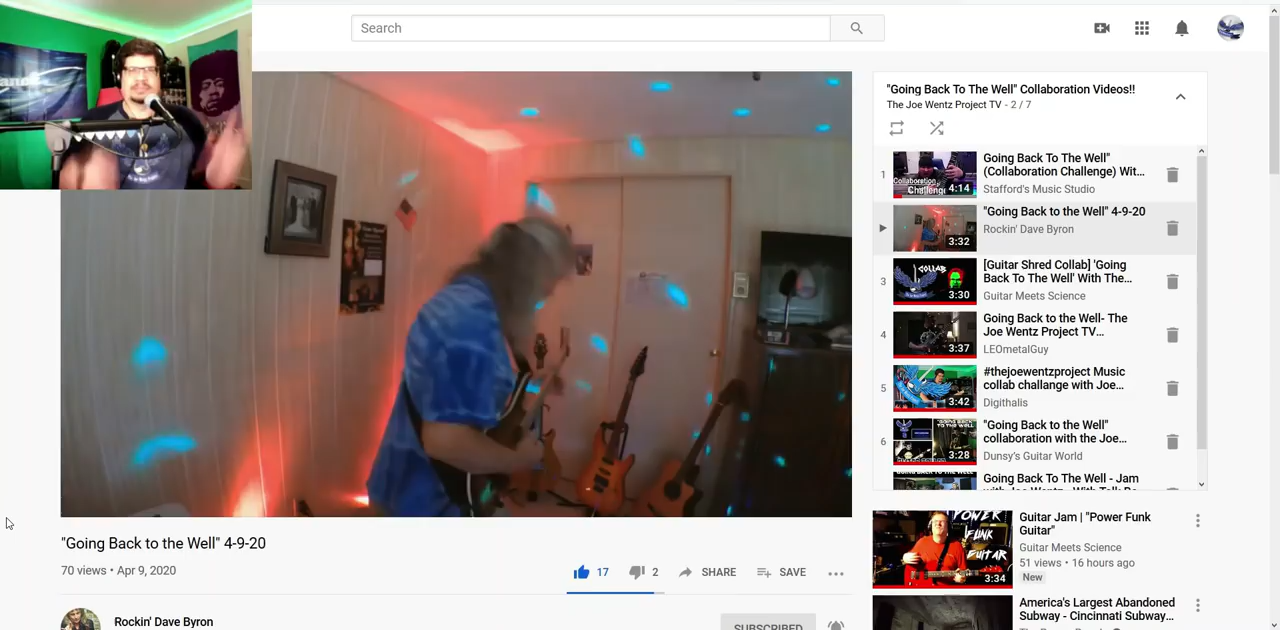 Search
"Going Back To The Well" Collaboration Videos!!
The Joe Wentz Project TV - 2 / 7
1
Going Back To The Well"
(Collaboration Challenge) Wit...
Stafford's Music Studio
Collaboration
Challenge
4:14
"Going Back to the Well" 4-9-20
Rockin' Dave Byron
3:32
3
[Guitar Shred Collab] 'Going
Back To The Well' With The...
Guitar Meets Science
COLLAB
3:30
4
Going Back to the Well- The
Joe Wentz Project TV...
LEOmetalGuy
3:37
5
#thejoewentzproject Music
collab challange with Joe...
Digithalis
3:42
6
"Going Back to the Well"
collaboration with the Joe...
Dunsy's Guitar World
3:28
Going Back To The Well - Jam
"Going Back to the Well" 4-9-20
70 views • Apr 9, 2020
17
2
SHARE
SAVE
Rockin' Dave Byron
SUBSCRIBED
POWER
FUNK
GUITAR
3:34
Guitar Jam | "Power Funk
Guitar"
Guitar Meets Science
51 views • 16 hours ago
New
America's Largest Abandoned
Subway - Cincinnati Subway...